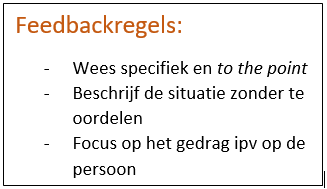 Feedbackregels:
- Wees specifiek en to the point
- Beschrijf de situatie zonder te
oordelen
- Focus op het gedrag ipv op de
persoon